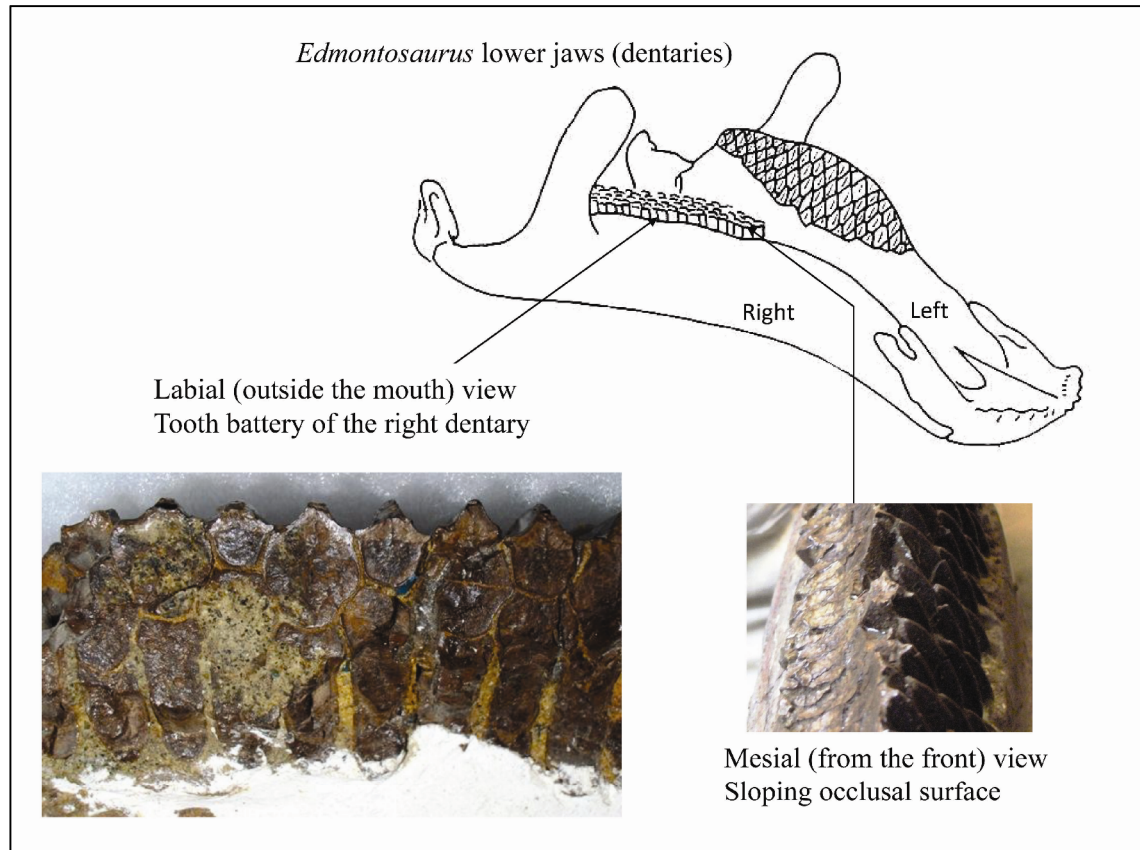 Edmontosaurus lower jaws (dentaries)
Right
Left
Labial (outside the mouth) view
Tooth battery of the right dentary
Mesial (from the front) view
Sloping occlusal surface